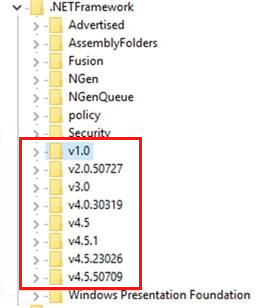 .NETFramework
Advertised
AssemblyFolders
Fusion
NGen
NGenQueue
policy
Security
v1.0
v2.0.50727
v3.0
v4.0.30319
v4.5
v4.5.1
v4.5.23026
v4.5.50709
Windows Presentation Foundation